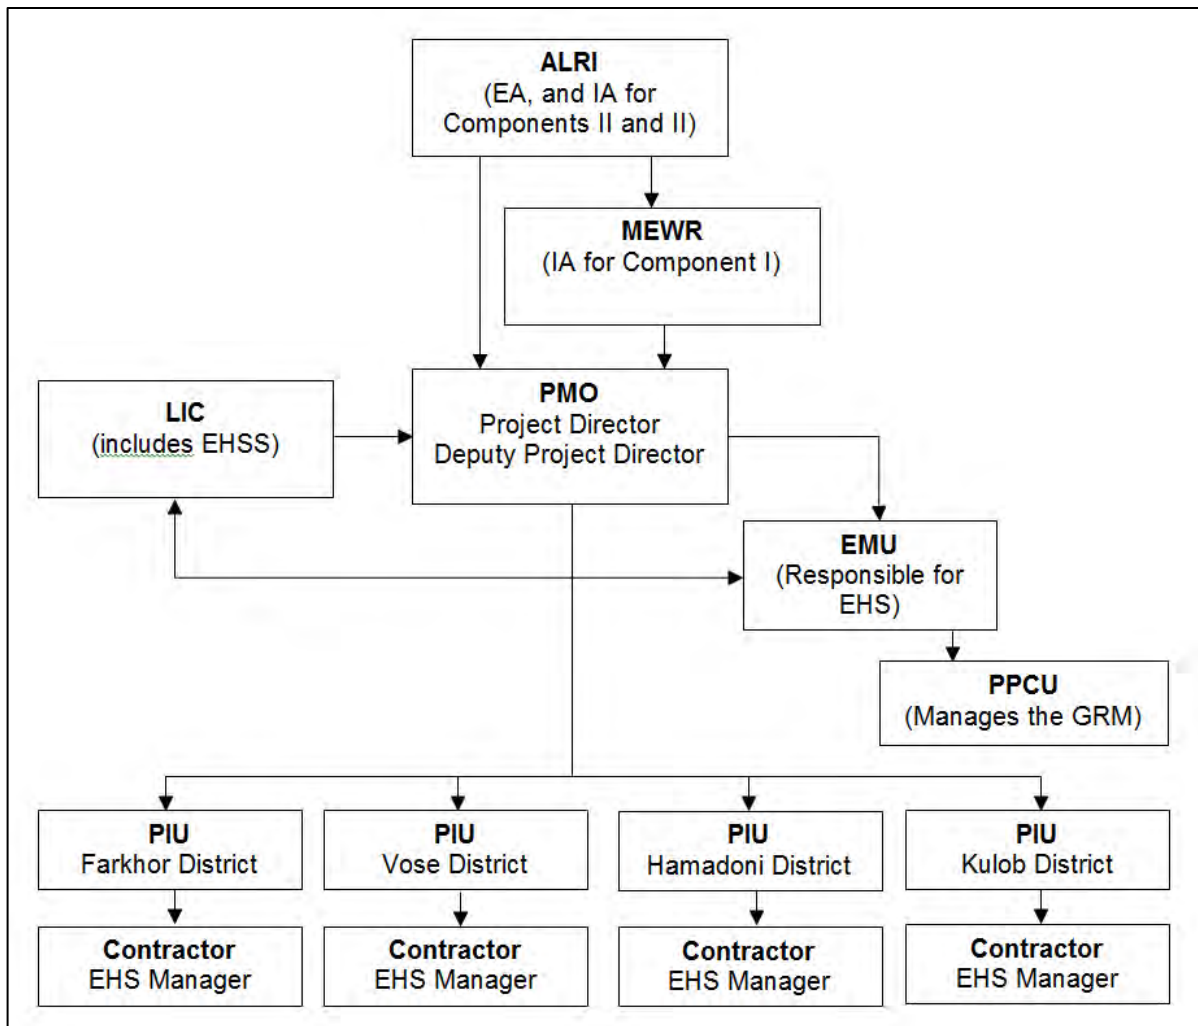 ALRI
(EA, and IA for
Components II and II)
MEWR
(IA for Component I)
LIC
(includes EHSS)
PMO
Project Director
Deputy Project Director
EMU
(Responsible for
EHS)
PPCU
(Manages the GRM)
PIU
Farkhor District
PIU
Vose District
PIU
Hamadoni District
PIU
Kulob District
Contractor
EHS Manager
Contractor
EHS Manager
Contractor
EHS Manager
Contractor
EHS Manager